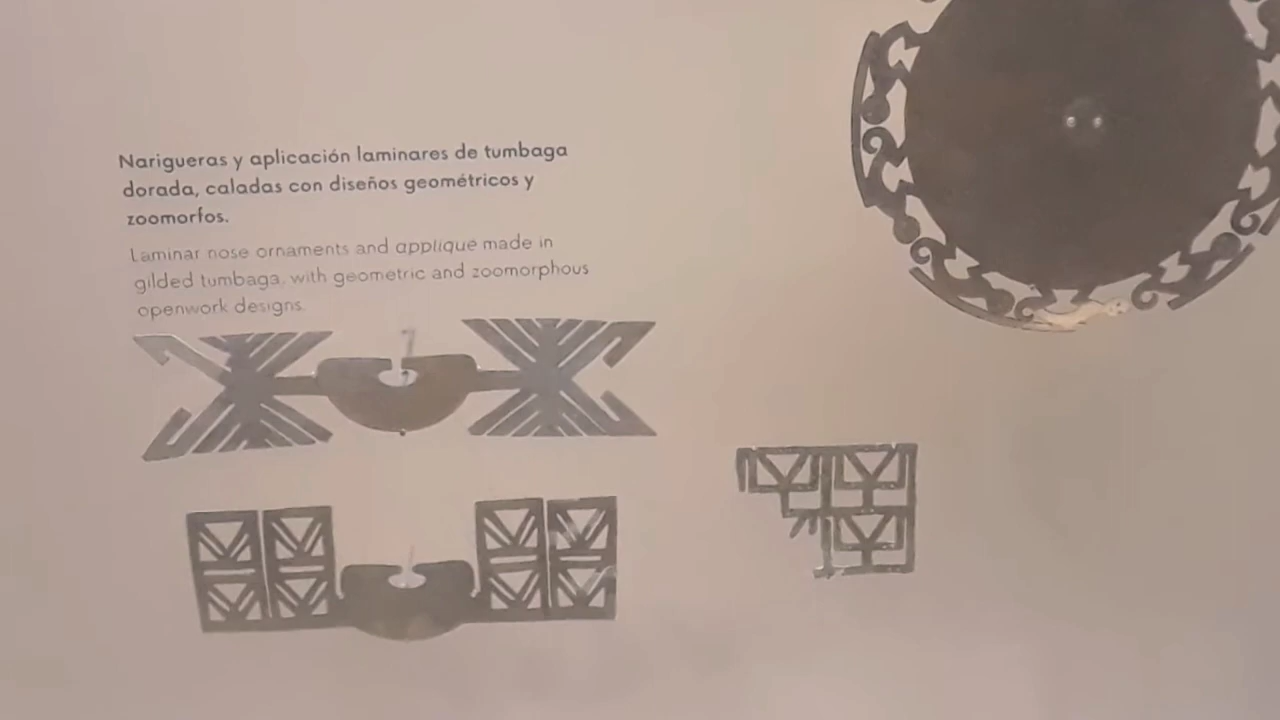 Narigueras y aplicación laminares de tumbaga
dorada, caladas con diseños geométricos y
zoomorfos.
Laminar nose ornaments and appliqué made in
gilded tumbaga, with geometric and zoomorphous
openwork designs.